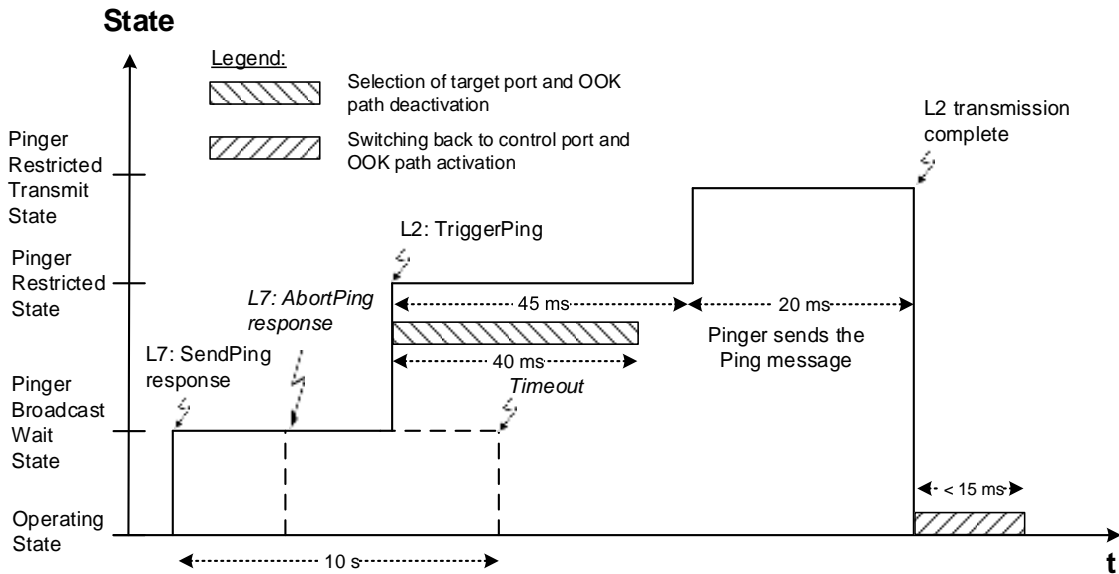 State
Legend:
Selection of target port and OOK
path deactivation
Switching back to control port and
OOK path activation
L2 transmission
complete
Pinger
Restricted
Transmit
State
L2: TriggerPing
Pinger
Restricted
State
L7: AbortPing
response
45 ms
20 ms
Pinger sends the
Ping message
L7: SendPing
response
40 ms
Timeout
Pinger
Broadcast
Wait
State
< 15 ms
Operating
State
10 s
t